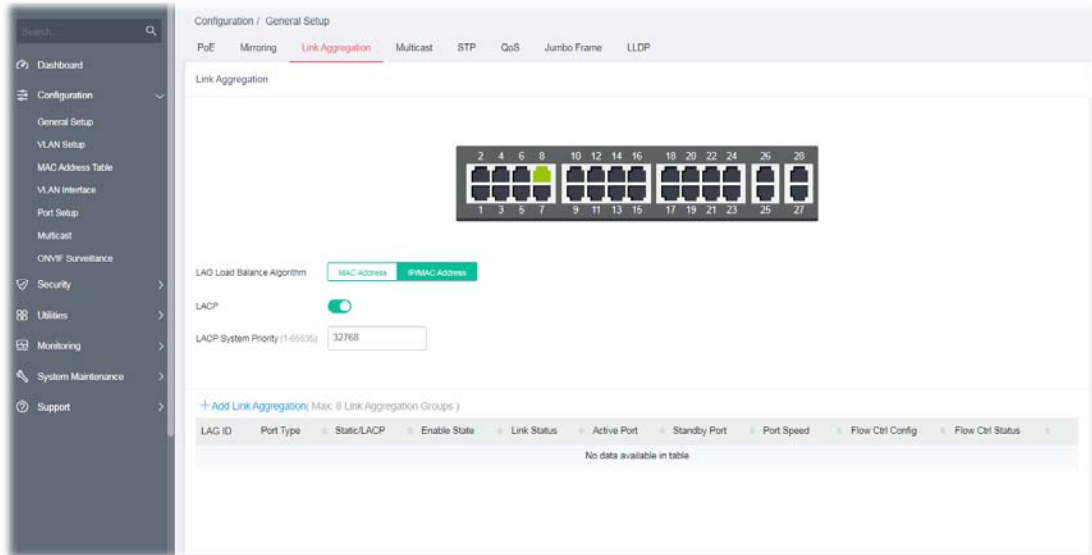 Search...
Dashboard
Configuration
General Setup
VLAN Setup
MAC Address Table
VLAN Interface
Port Setup
Multicast
ONVIF Surveillance
Security
Utilities
Monitoring
System Maintenance
Support
Configuration / General Setup
PoE Mirroring Link Aggregation Multicast STP QoS Jumbo Frame LLDP
Link Aggregation
2 4 6 8 10 12 14 16 18 20 22 24 26 28
1 3 5 7 9 11 13 15 17 19 21 23 25 27
LAG Load Balance Algorithm MAC Address IP/MAC Address
LACP
LACP System Priority (1-65535) 32768
+Add Link Aggregation( Max. 8 Link Aggregation Groups )
LAG ID Port Type Static/LACP Enable State Link Status Active Port Standby Port Port Speed Flow Ctrl Config Flow Ctrl Status
No data available in table